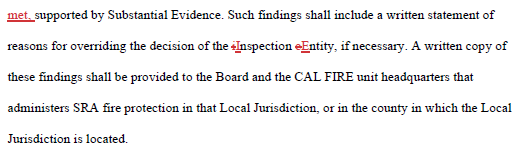 met. supported by Substantial Evidence. Such findings shall include a written statement of
reasons for overriding the decision of the iInspection eEntity, if necessary. A written copy of
these findings shall be provided to the Board and the CAL FIRE unit headquarters that
administers SRA fire protection in that Local Jurisdiction, or in the county in which the Local
Jurisdiction is located.